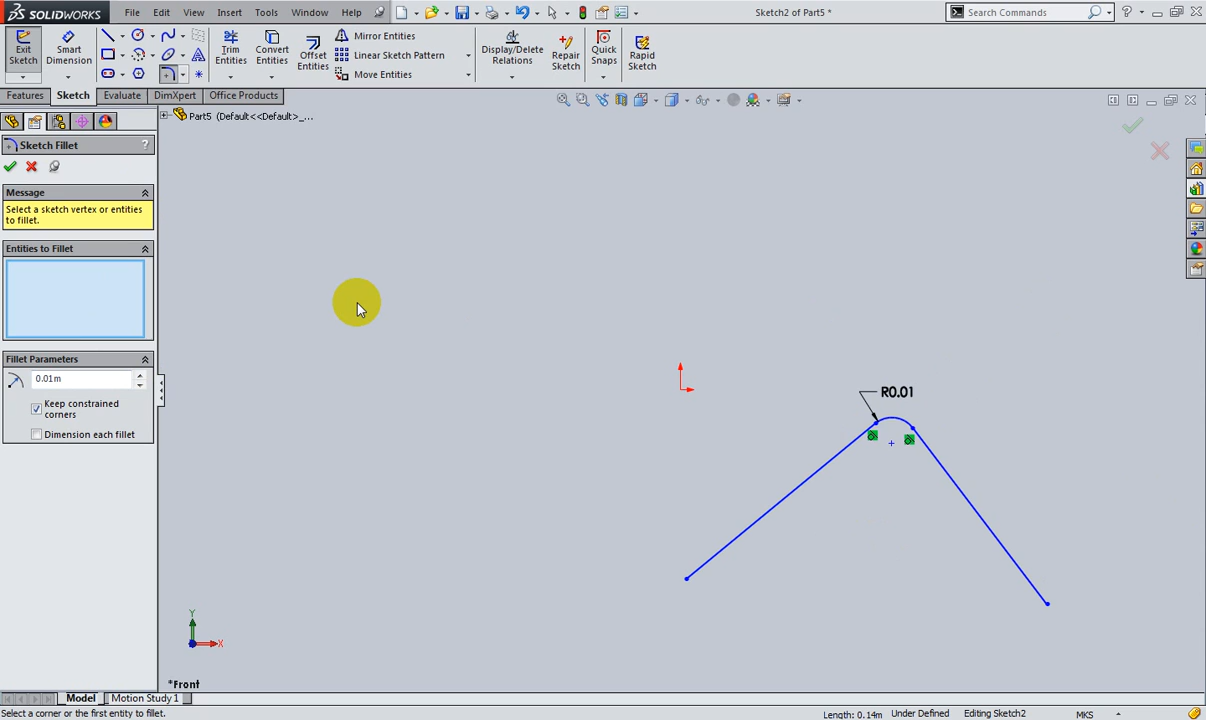 SOLIDWORKS
File Edit View Insert Tools Window Help
Sketch2 of Part5 *
Search Commands
?
Exit Sketch
Smart Dimension
Trim Entities
Convert Entities
Offset Entities
Mirror Entities
Linear Sketch Pattern
Move Entities
Display/Delete Relations
Repair Sketch
Quick Snaps
Rapid Sketch
Features Sketch Evaluate DimXpert Office Products
Part5 (Default<<Default>_...
Sketch Fillet
?
Message
Select a sketch vertex or entities
to fillet.
Entities to Fillet
Fillet Parameters
0.01m
Keep constrained
corners
Dimension each fillet
R0.01
Y
X
*Front
Model Motion Study 1
Select a corner or the first entity to fillet.
Length: 0.14m Under Defined Editing Sketch2 MKS